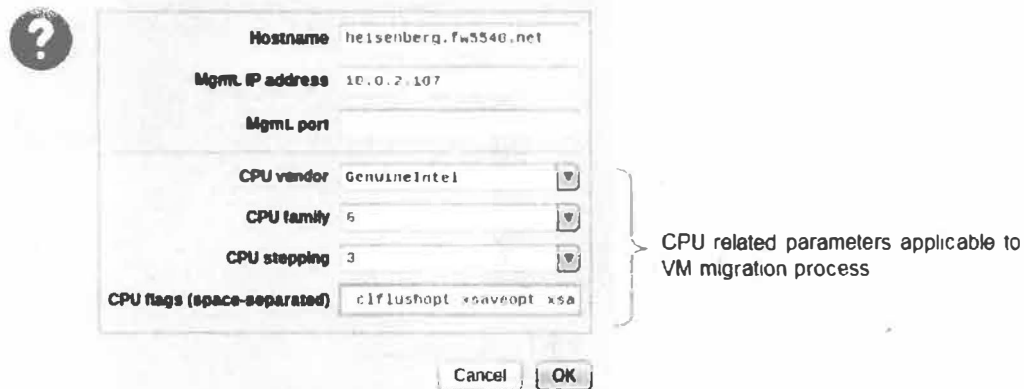 ?
Hostname heisenberg.fw5540.net
Mgmt. IP address 10.0.2.107
Mgmt. port
CPU vendor GenuineIntel
CPU family 6
CPU stepping 3
CPU flags (space-separated) clflushopt xsaveopt xsa
CPU related parameters applicable to
VM migration process
Cancel OK